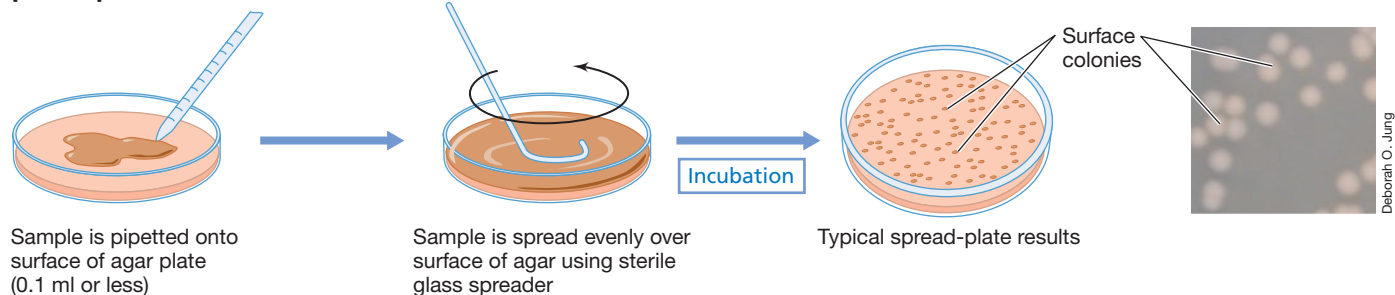 Surface
colonies
Incubation
Deborah O. Jung
Sample is pipetted onto
surface of agar plate
(0.1 ml or less)
Sample is spread evenly over
surface of agar using sterile
glass spreader
Typical spread-plate results